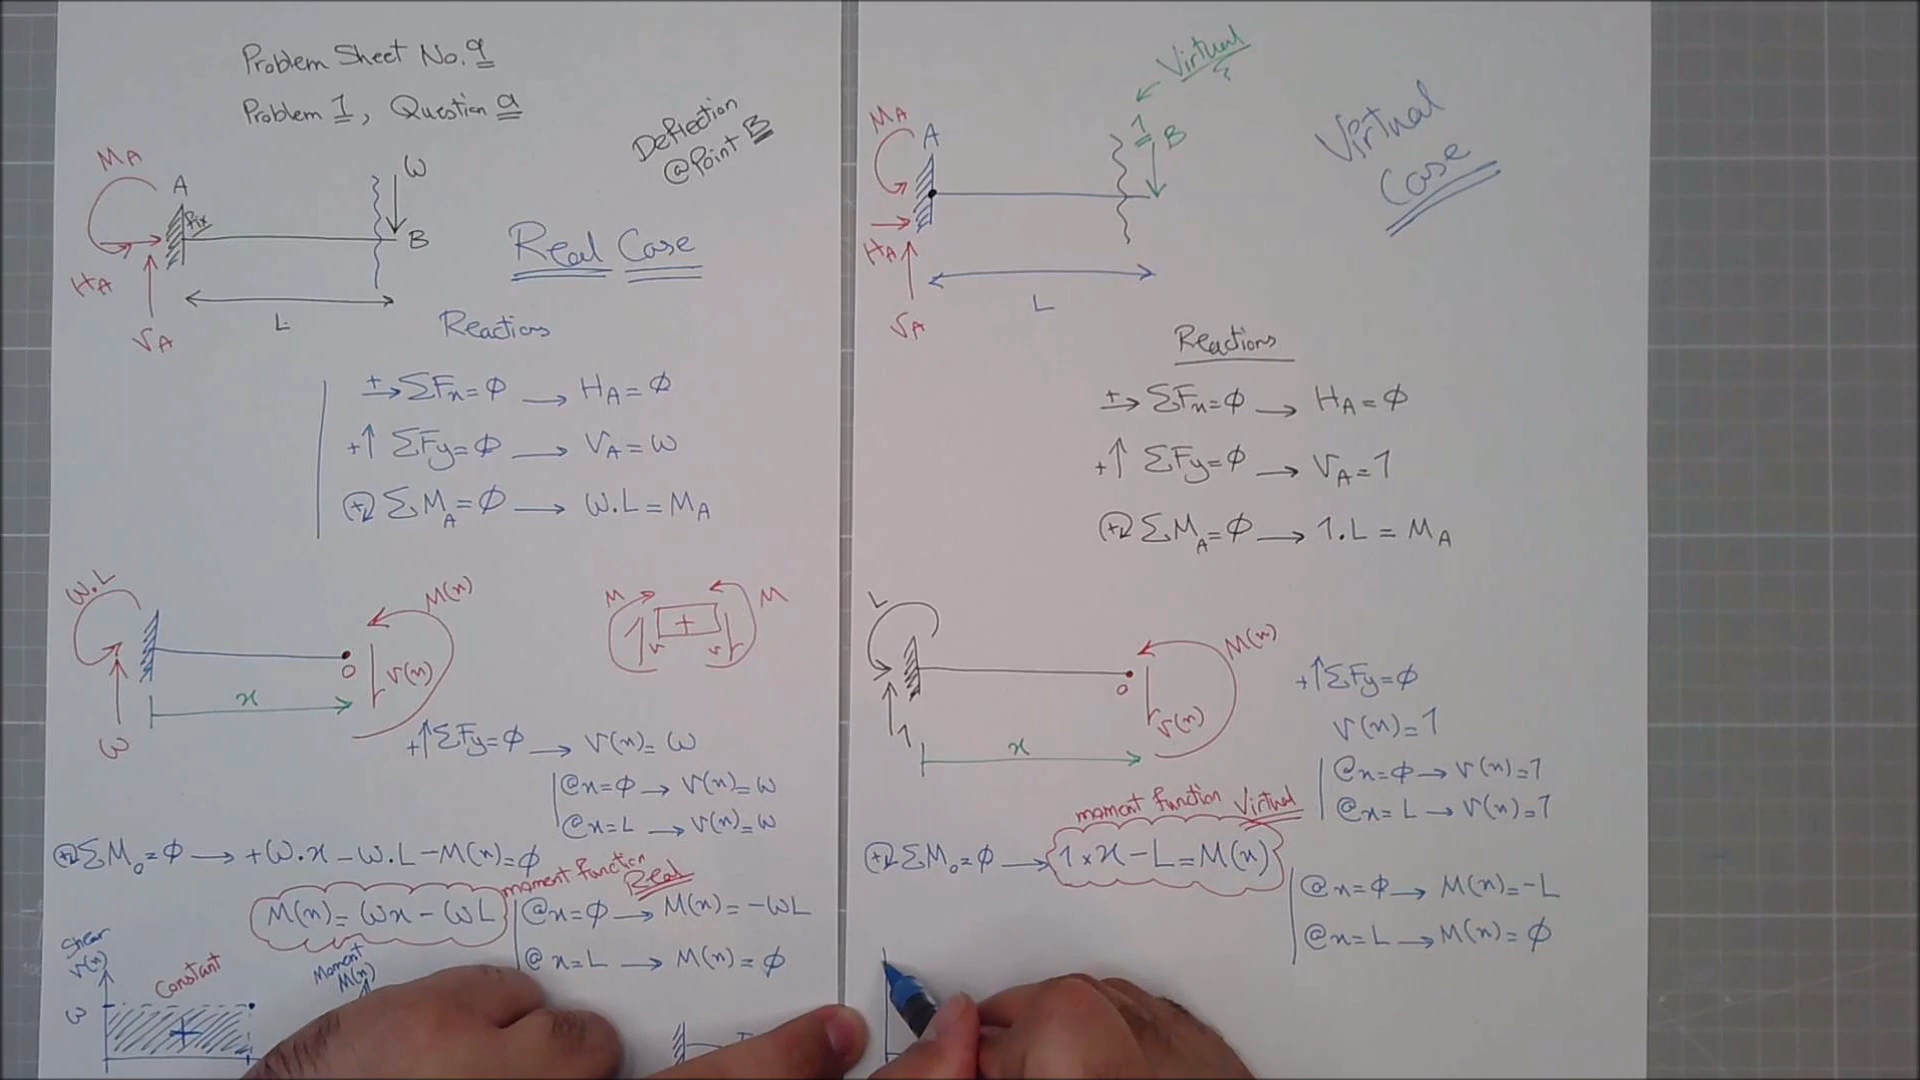 Problem Sheet No. 9
Problem 1, Question a
Deflection
@Point B
MA
A
fix
W
B
HA
VA
L
Real Case
Reactions
+→ ΣFx=Φ → HA=Φ
+↑ ΣFy=Φ → VA=W
ΣMA=Φ → W.L=MA
W.L
M(x)
O
V(x)
x
W
M
+
M
V
V
+↑ΣFy=Φ → V(x)=W
@x=Φ → V(x)=W
@x=L → V(x)=W
ΣMo=Φ → +W.x-W.L-M(x)=Φ
moment function
Real
M(x)=Wx-WL
@x=Φ → M(x)=-WL
@x=L → M(x)=Φ
Shear
V(x)
Constant
W
+
Moment
M(x)
Virtual
MA
A
1
B
HA
VA
L
Virtual
Case
Reactions
+→ ΣFx=Φ → HA=Φ
+↑ ΣFy=Φ → VA=1
ΣMA=Φ → 1.L=MA
L
M(x)
O
V(x)
1
x
+↑ΣFy=Φ
V(x)=1
@x=Φ → V(x)=1
@x=L → V(x)=1
moment function Virtual
ΣMo=Φ → 1×x-L=M(x)
@x=Φ → M(x)=-L
@x=L → M(x)=Φ